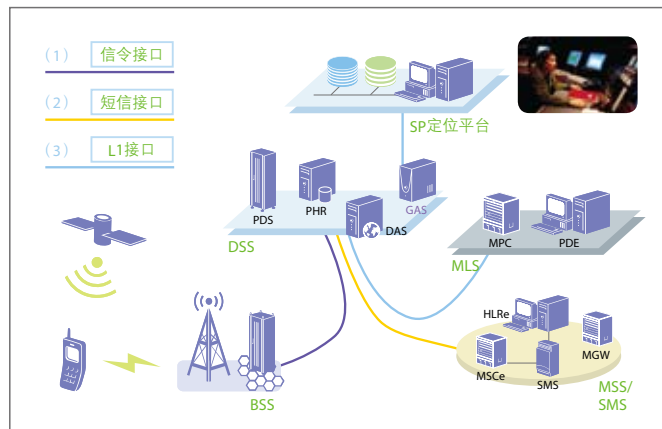 (1) 信令接口
(2) 短信接口
(3) L1接口
SP定位平台
PDS
PHR
GAS
DAS
DSS
MPC
PDE
MLS
HLRe
MGW
MSCe
SMS
BSS
MSS/
SMS